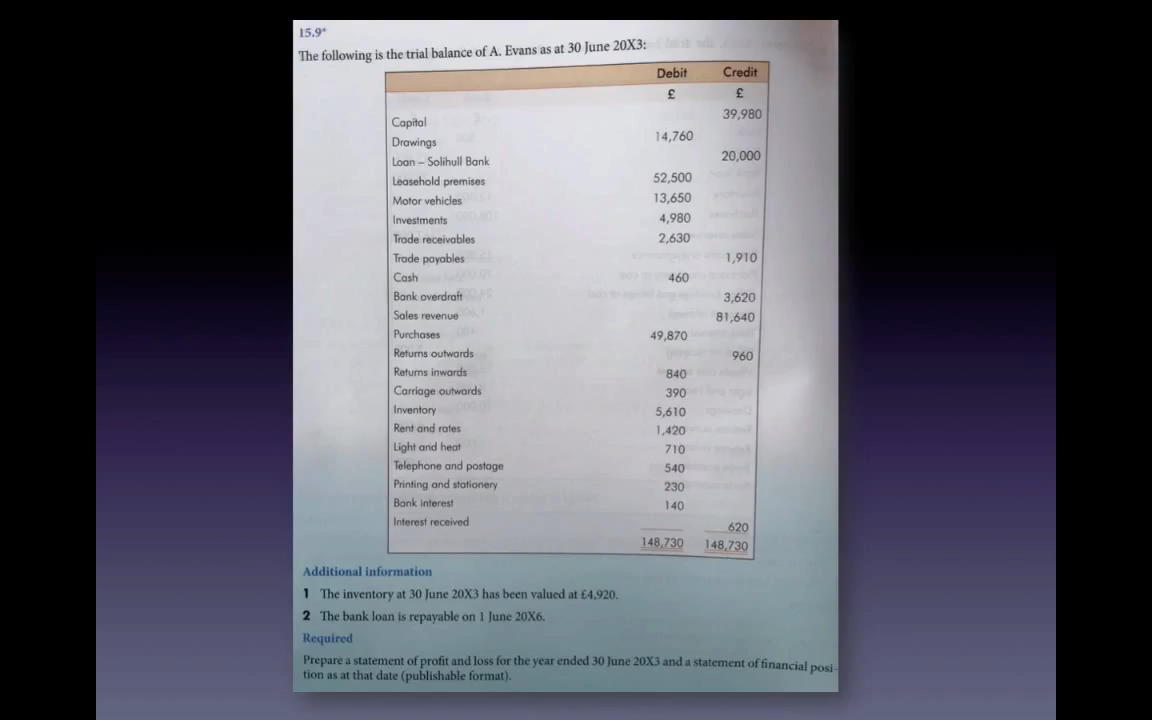 15.9*
The following is the trial balance of A. Evans as at 30 June 20X3:
Debit Credit
£ £
Capital 39,980
Drawings 14,760
Loan – Solihull Bank 20,000
Leasehold premises 52,500
Motor vehicles 13,650
Investments 4,980
Trade receivables 2,630
Trade payables 1,910
Cash 460
Bank overdraft 3,620
Sales revenue 81,640
Purchases 49,870
Returns outwards 960
Returns inwards 840
Carriage outwards 390
Inventory 5,610
Rent and rates 1,420
Light and heat 710
Telephone and postage 540
Printing and stationery 230
Bank interest 140
Interest received 620
148,730 148,730
Additional information
1 The inventory at 30 June 20X3 has been valued at £4,920.
2 The bank loan is repayable on 1 June 20X6.
Required
Prepare a statement of profit and loss for the year ended 30 June 20X3 and a statement of financial posi-
tion as at that date (publishable format).